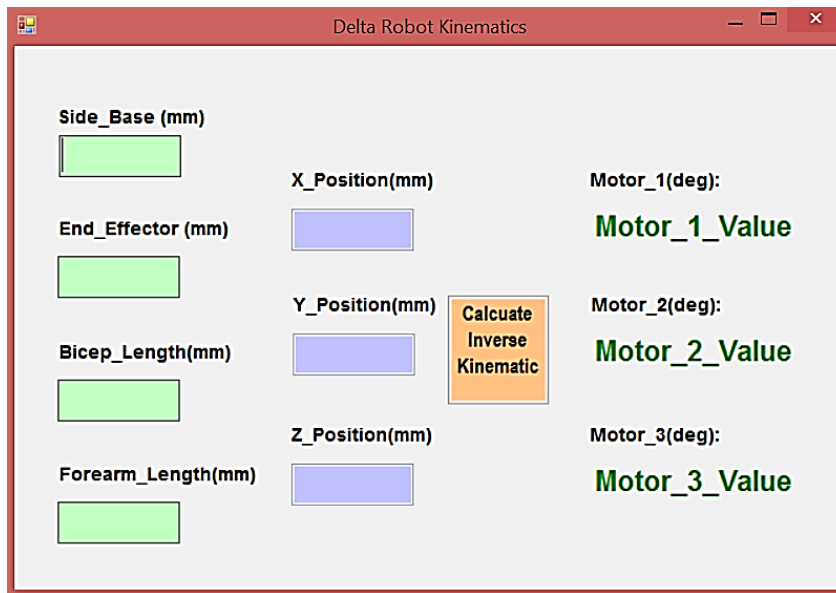 Delta Robot Kinematics
Side_Base (mm)
End_Effector (mm)
Bicep_Length(mm)
Forearm_Length(mm)
X_Position(mm)
Y_Position(mm)
Z_Position(mm)
Calcuate
Inverse
Kinematic
Motor_1(deg):
Motor_1_Value
Motor_2(deg):
Motor_2_Value
Motor_3(deg):
Motor_3_Value